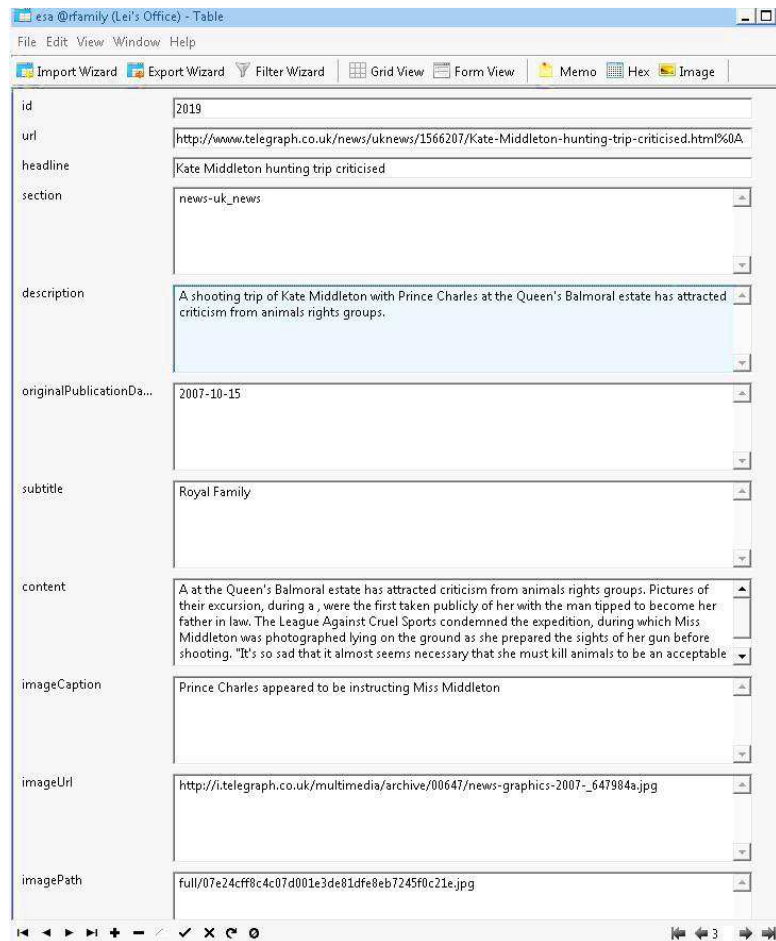 esa @rfamily (Lei's Office) - Table
File Edit View Window Help
Import Wizard Export Wizard Filter Wizard Grid View Form View Memo Hex Image
id
2019
url
http://www.telegraph.co.uk/news/uknews/1566207/Kate-Middleton-hunting-trip-criticised.html%0A
headline
Kate Middleton hunting trip criticised
section
news-uk_news
description
A shooting trip of Kate Middleton with Prince Charles at the Queen's Balmoral estate has attracted
criticism from animals rights groups.
originalPublicationDa...
2007-10-15
subtitle
Royal Family
content
A at the Queen's Balmoral estate has attracted criticism from animals rights groups. Pictures of
their excursion, during a , were the first taken publicly of her with the man tipped to become her
father in law. The League Against Cruel Sports condemned the expedition, during which Miss
Middleton was photographed lying on the ground as she prepared the sights of her gun before
shooting. "It's so sad that it almost seems necessary that she must kill animals to be an acceptable
imageCaption
Prince Charles appeared to be instructing Miss Middleton
imageUrl
http://i.telegraph.co.uk/multimedia/archive/00647/news-graphics-2007-_647984a.jpg
imagePath
full/07e24cff8c4c07d001e3de81dfe8eb7245f0c21e.jpg
3